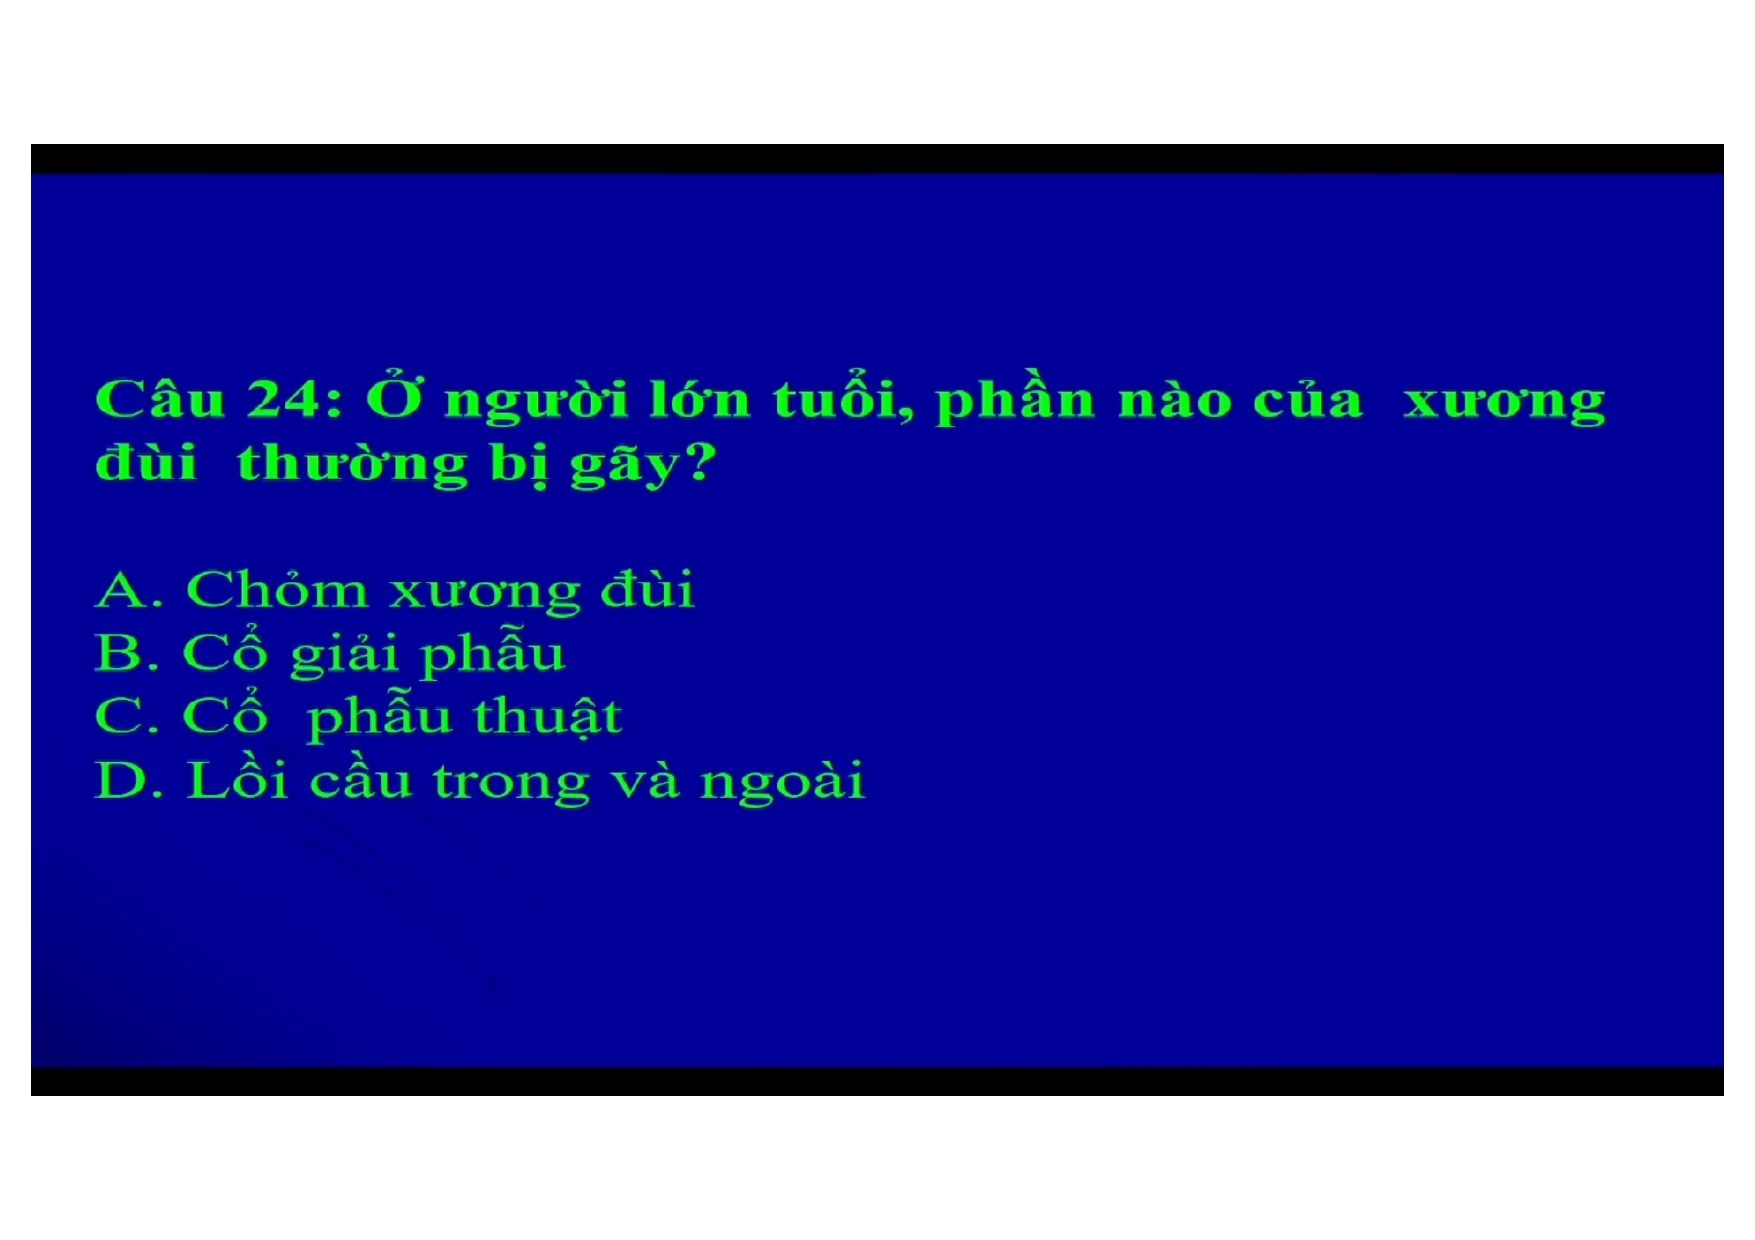 Câu 24: Ở người lớn tuổi, phần nào của xương
đùi thường bị gãy?
A. Chỏm xương đùi
B. Cổ giải phẫu
C. Cổ phẫu thuật
D. Lồi cầu trong và ngoài